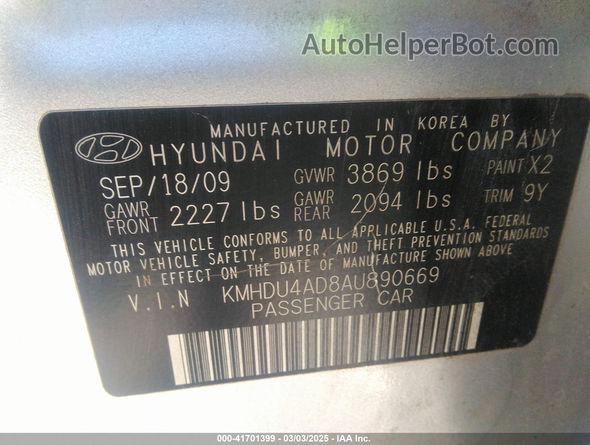 AutoHelperBot.com
MANUFACTURED IN KOREA BY
HYUNDAI MOTOR COMPANY
SEP/18/09 GVWR 3869 lbs PAINT X2
GAWR FRONT 2227 lbs GAWR REAR 2094 lbs TRIM 9Y
THIS VEHICLE CONFORMS TO ALL APPLICABLE U.S.A. FEDERAL
MOTOR VEHICLE SAFETY, BUMPER, AND THEFT PREVENTION STANDARDS
IN EFFECT ON THE DATE OF MANUFACTURE SHOWN ABOVE.
V.I.N KMHDU4AD8AU890669
PASSENGER CAR
000-41701399 — 03/03/2025 — IAA Inc.